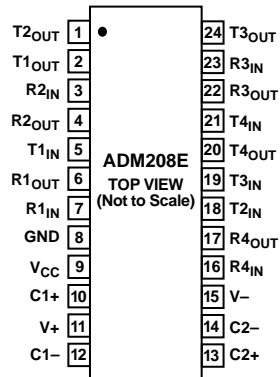 T2OUT 1
T1OUT 2
R2IN 3
R2OUT 4
T1IN 5
R1OUT 6
R1IN 7
GND 8
VCC 9
C1+ 10
V+ 11
C1– 12
ADM208E
TOP VIEW
(Not to Scale)
24 T3OUT
23 R3IN
22 R3OUT
21 T4IN
20 T4OUT
19 T3IN
18 T2IN
17 R4OUT
16 R4IN
15 V–
14 C2–
13 C2+